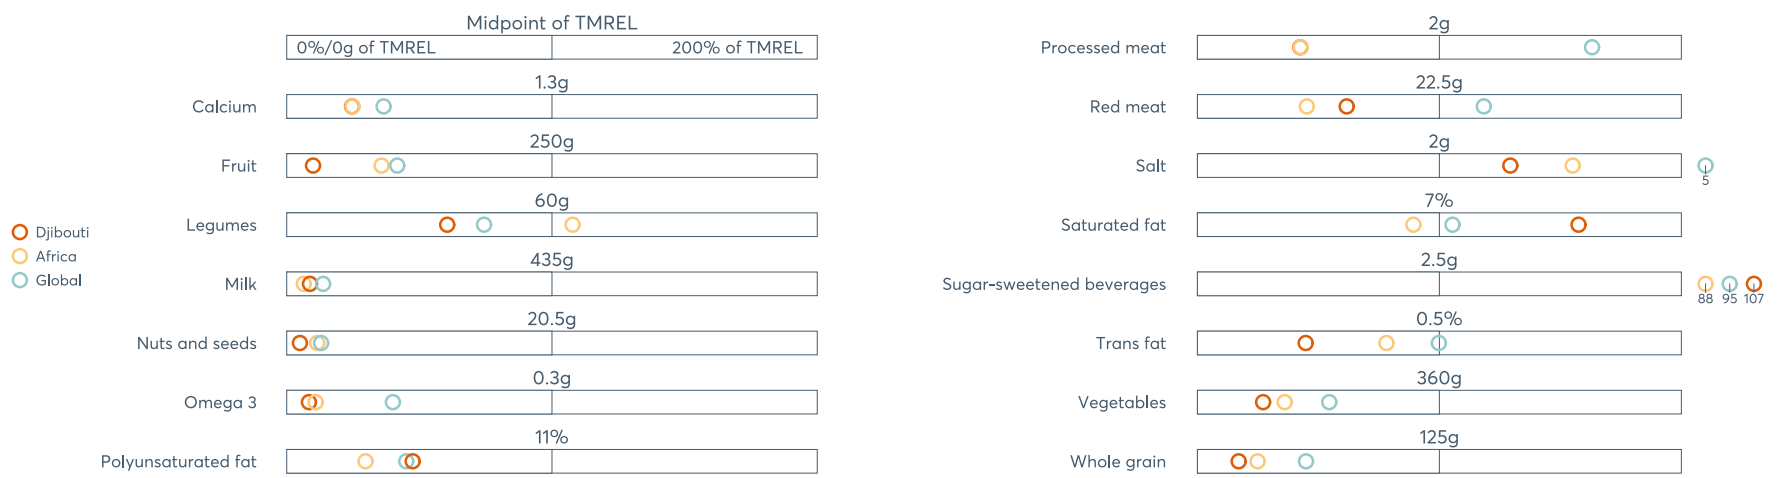 Midpoint of TMREL
0%/0g of TMREL 200% of TMREL
1.3g
Calcium
250g
Fruit
60g
Legumes
435g
Milk
20.5g
Nuts and seeds
0.3g
Omega 3
11%
Polyunsaturated fat
Djibouti
Africa
Global
2g
Processed meat
22.5g
Red meat
2g
Salt
5
7%
Saturated fat
2.5g
Sugar-sweetened beverages
88 95 107
0.5%
Trans fat
360g
Vegetables
125g
Whole grain